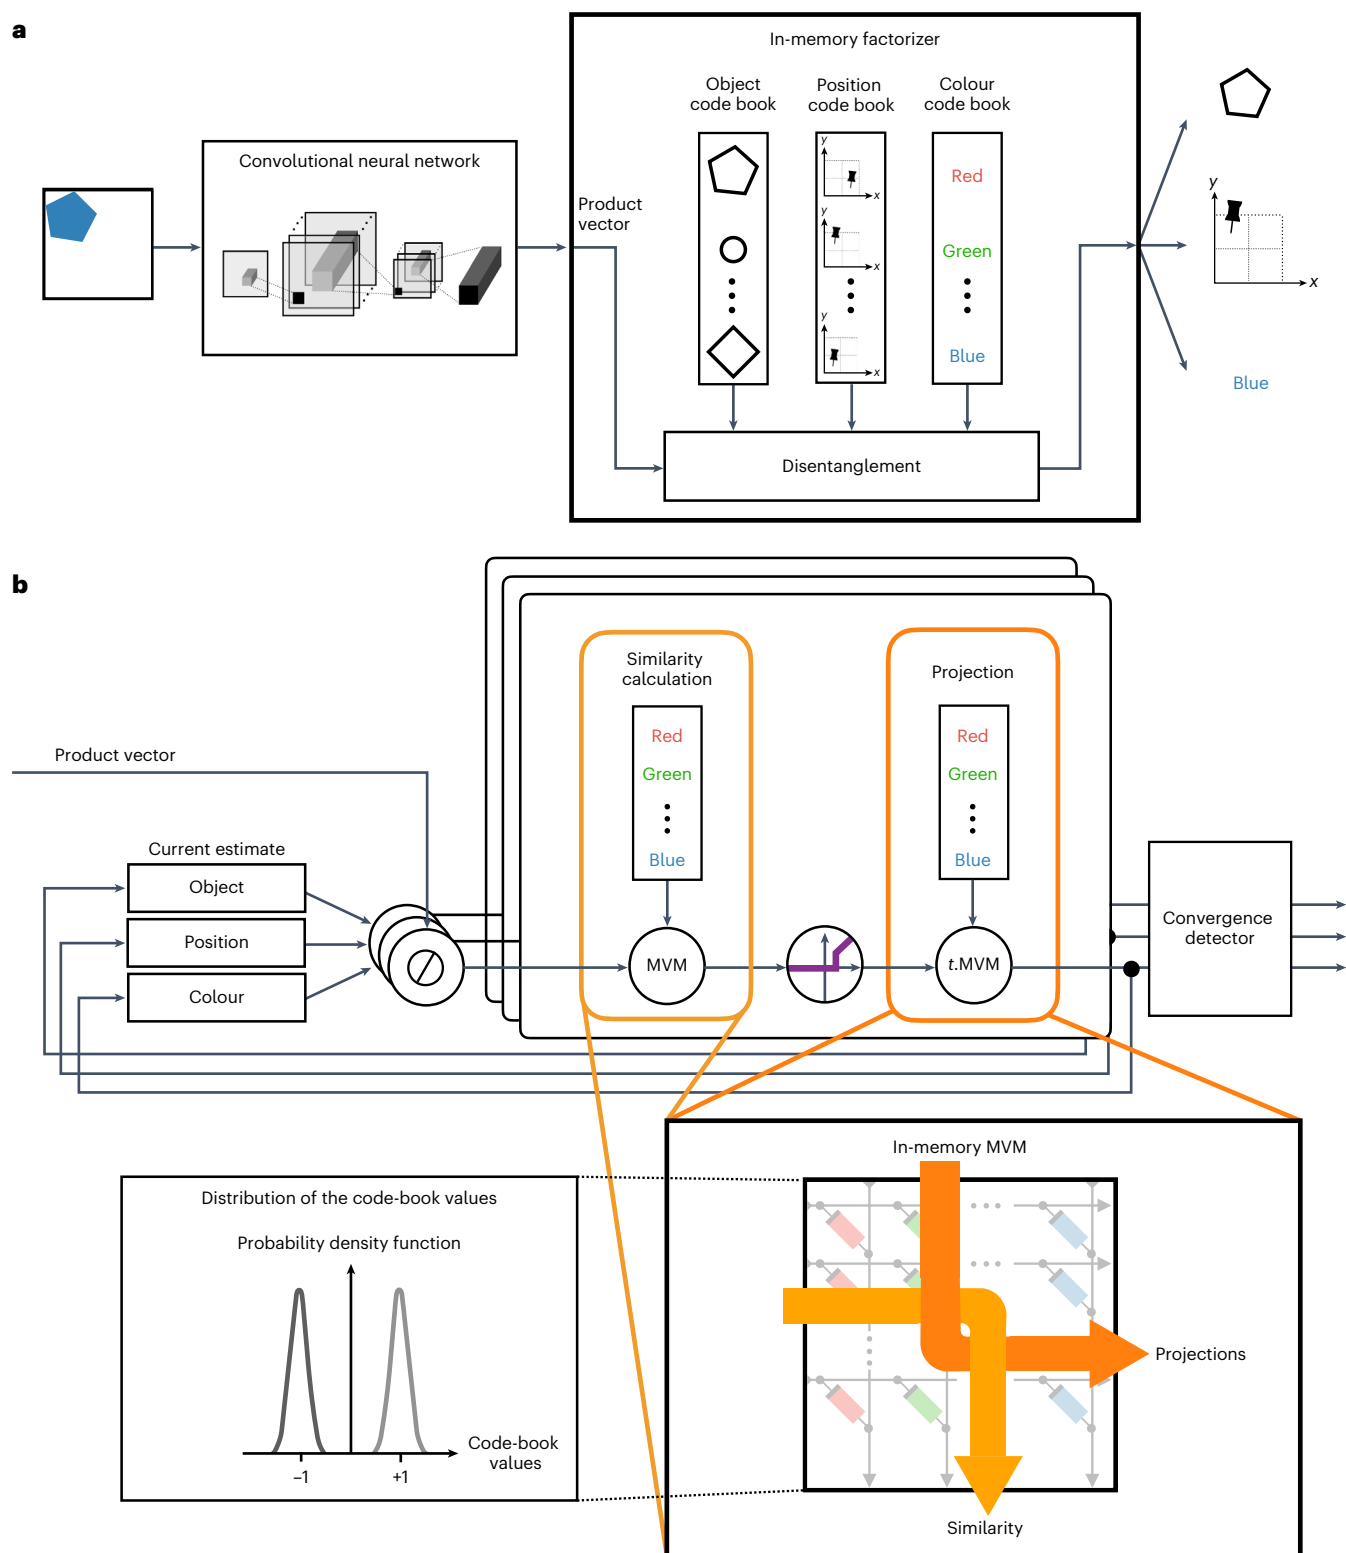 a
In-memory factorizer
Object
code book
Position
code book
Colour
code book
Convolutional neural network
Product
vector
y
x
y
x
y
x
Red
Green
Blue
Disentanglement
y
x
Blue
b
Similarity
calculation
Projection
Red
Green
Blue
Red
Green
Blue
Product vector
Current estimate
Object
Position
Colour
MVM
t.MVM
Convergence
detector
In-memory MVM
Projections
Similarity
Distribution of the code-book values
Probability density function
Code-book
values
–1
+1